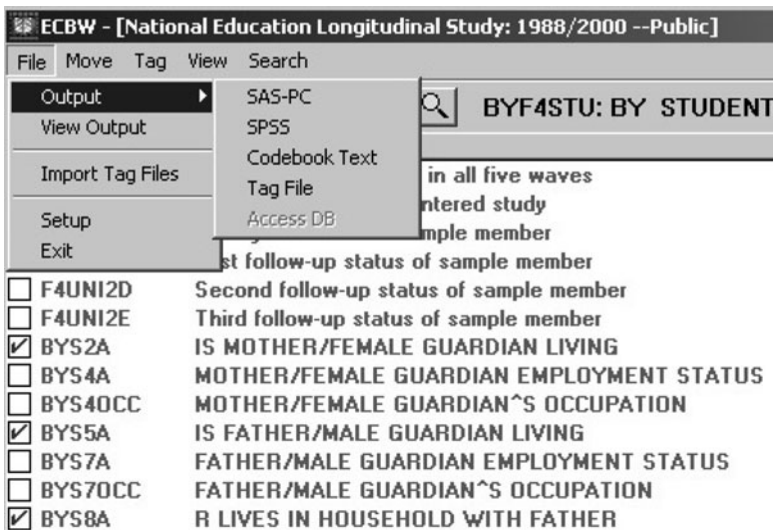 ECBW - [National Education Longitudinal Study: 1988/2000 --Public]
File Move Tag View Search
Output SAS-PC
BYF4STU: BY STUDENT
View Output SPSS
Codebook Text
Import Tag Files in all five waves
Tag File ntered study
Setup Access DB mple member
Exit st follow-up status of sample member
F4UNI2D Second follow-up status of sample member
F4UNI2E Third follow-up status of sample member
BYS2A IS MOTHER/FEMALE GUARDIAN LIVING
BYS4A MOTHER/FEMALE GUARDIAN EMPLOYMENT STATUS
BYS4OCC MOTHER/FEMALE GUARDIAN^S OCCUPATION
BYS5A IS FATHER/MALE GUARDIAN LIVING
BYS7A FATHER/MALE GUARDIAN EMPLOYMENT STATUS
BYS7OCC FATHER/MALE GUARDIAN^S OCCUPATION
BYS8A R LIVES IN HOUSEHOLD WITH FATHER